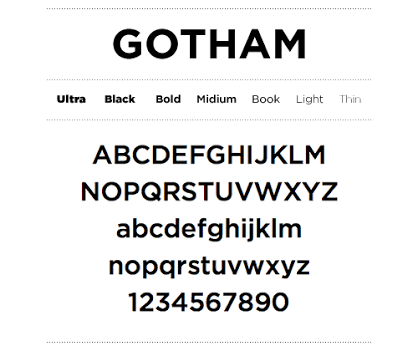 GOTHAM
Ultra Black Bold Midium Book Light Thin
ABCDEFGHIJKLM
NOPQRSTUVWXYZ
abcdefghijklm
nopqrstuvwxyz
1234567890